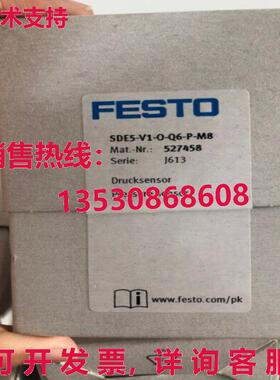 术支持
FESTO
SDE5-V1-O-Q6-P-M8
Mat.-Nr.: 527458
Serie: J613
销售热线:
13530868608
Drucksensor
www.festo.com/pk
可开发票,详询客服